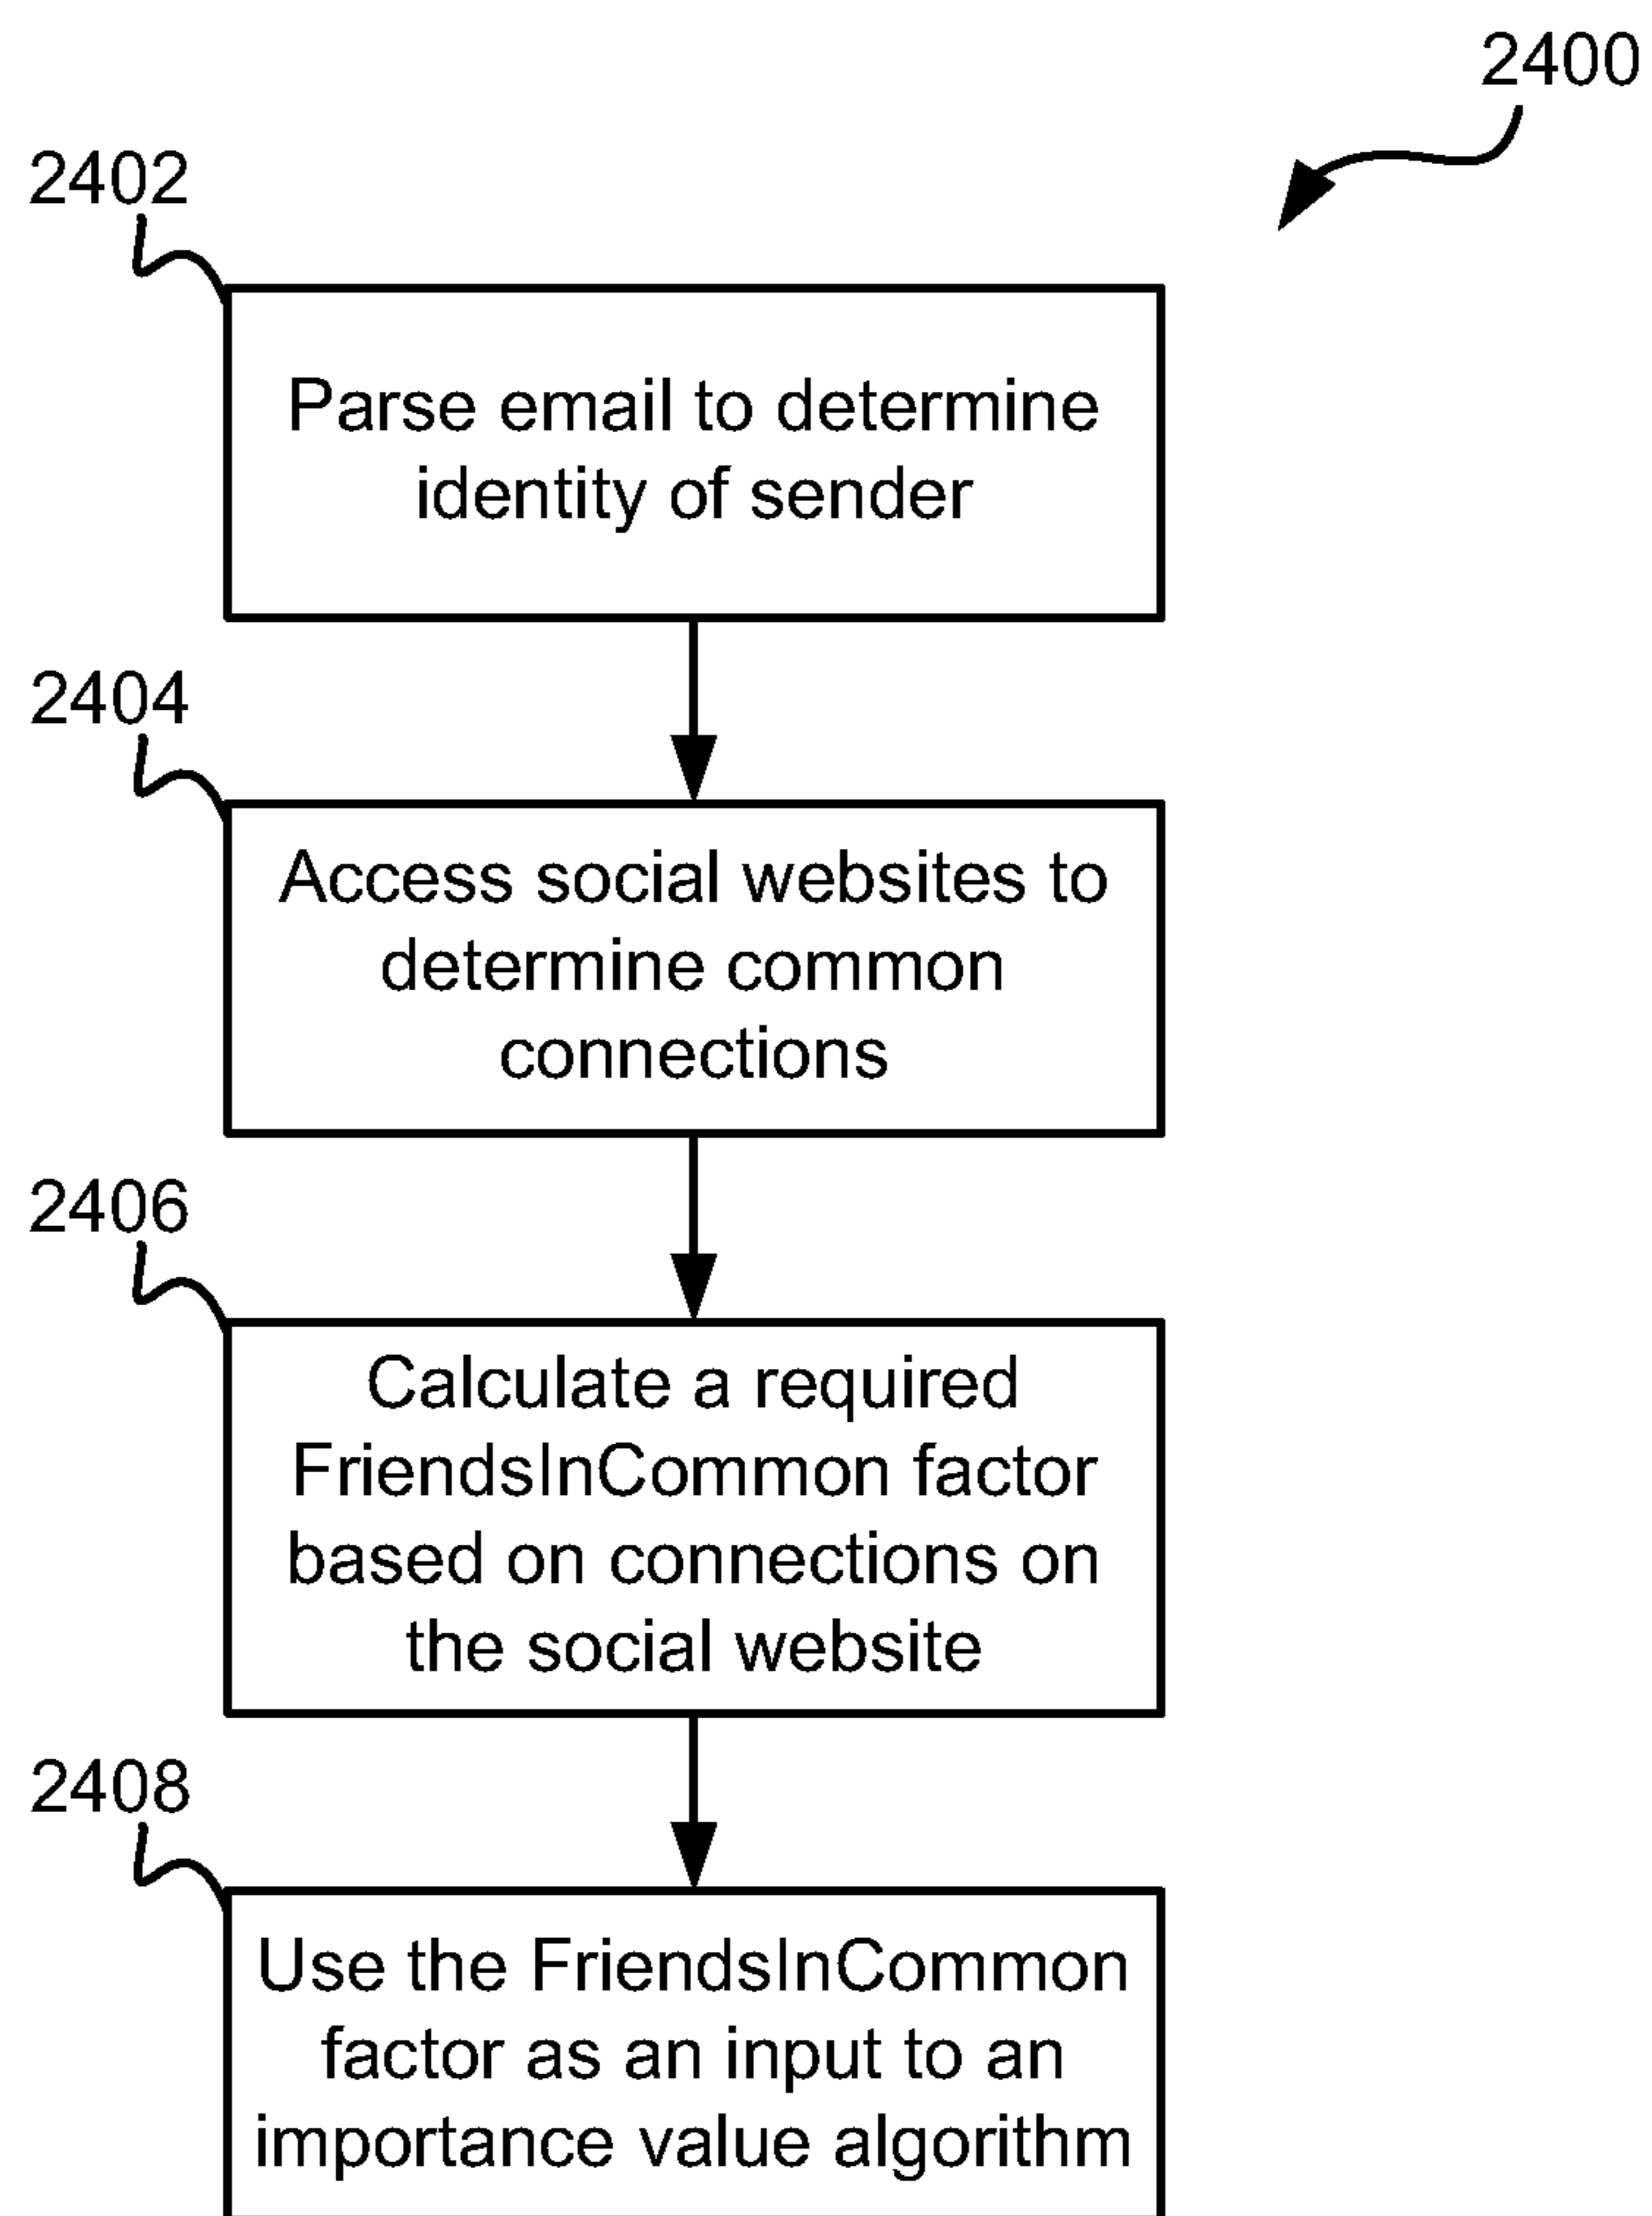 2400
2402
Parse email to determine
identity of sender
2404
Access social websites to
determine common
connections
2406
Calculate a required
FriendsInCommon factor
based on connections on
the social website
2408
Use the FriendsInCommon
factor as an input to an
importance value algorithm